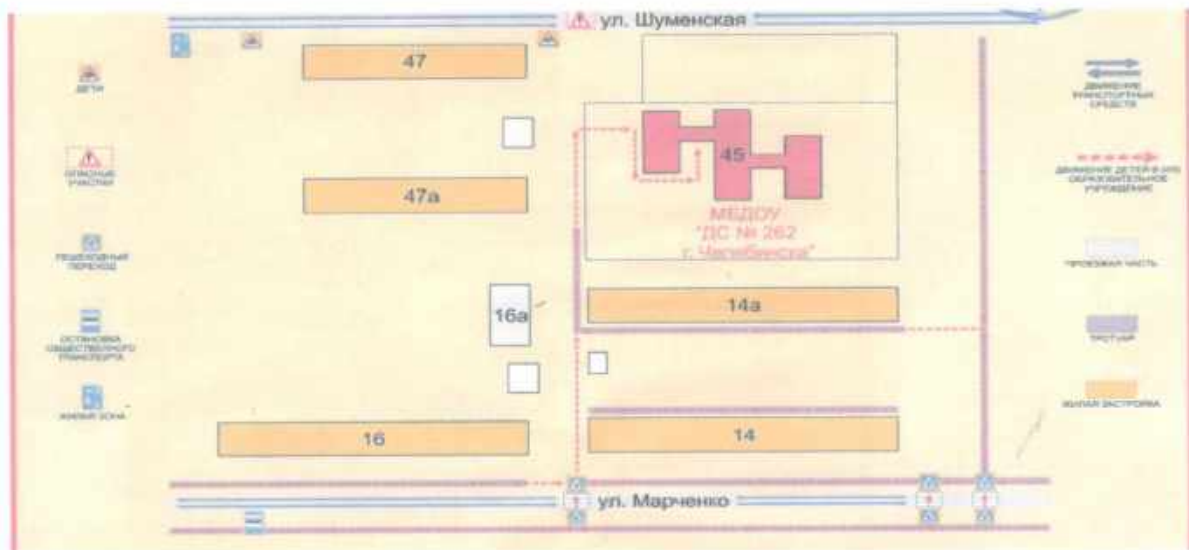 ул. Шуменская
47
47а
45
МБДОУ
"ДС № 262
г. Челябинска"
16а
14а
16
14
ул. Марченко
ДЕТИ
ОПАСНЫЕ
УЧАСТКИ
ПЕШЕХОДНЫЙ
ПЕРЕХОД
ОСТАНОВКА
ОБЩЕСТВЕННОГО
ТРАНСПОРТА
ЖИЛАЯ ЗОНА
ДВИЖЕНИЕ
ТРАНСПОРТНЫХ
СРЕДСТВ
ДВИЖЕНИЕ ДЕТЕЙ В (ИЗ)
ОБРАЗОВАТЕЛЬНОЕ
УЧРЕЖДЕНИЕ
ПРОЕЗЖАЯ ЧАСТЬ
ТРОТУАР
ЖИЛАЯ ЗАСТРОЙКА